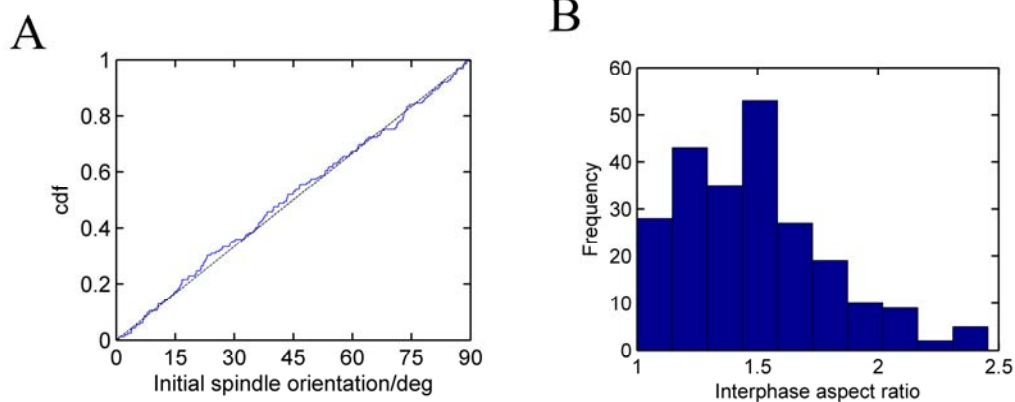 A
1
0.8
0.6
0.4
0.2
0
cdf
0 15 30 45 60 75 90
Initial spindle orientation/deg
B
60
50
40
30
20
10
0
Frequency
1 1.5 2 2.5
Interphase aspect ratio